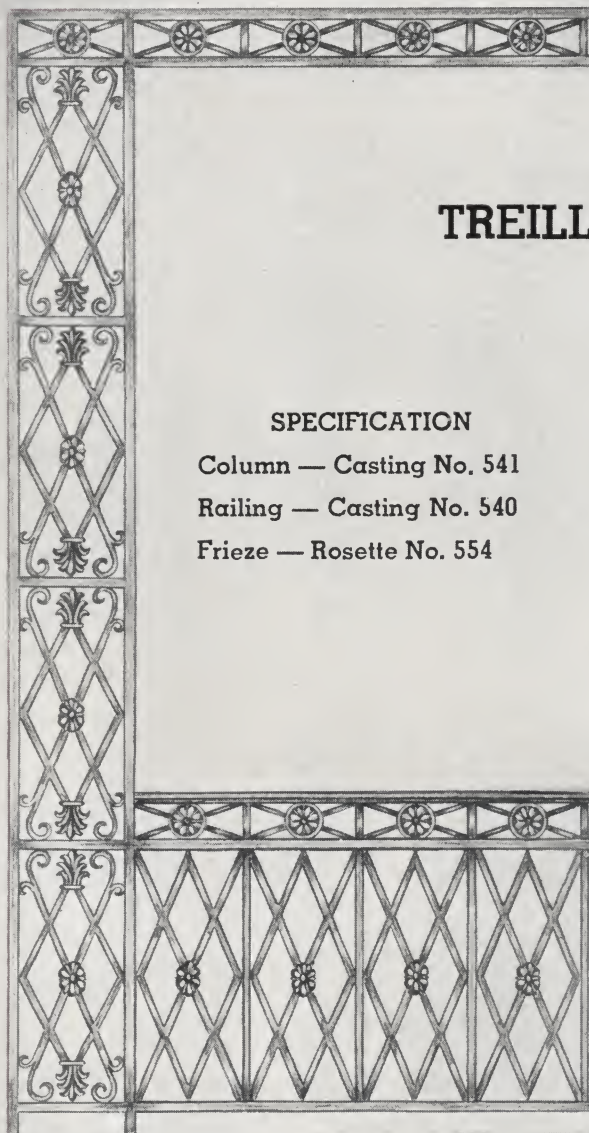 TREILL
SPECIFICATION
Column — Casting No. 541
Railing — Casting No. 540
Frieze — Rosette No. 554